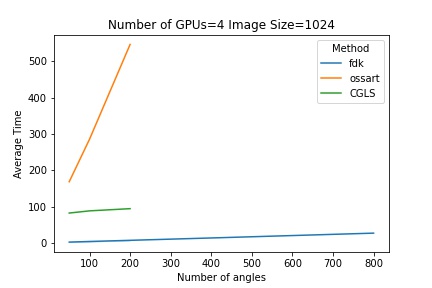 Number of GPUs=4 Image Size=1024
Average Time
500
400
300
200
100
0
Method
fdk
ossart
CGLS
100 200 300 400 500 600 700 800
Number of angles